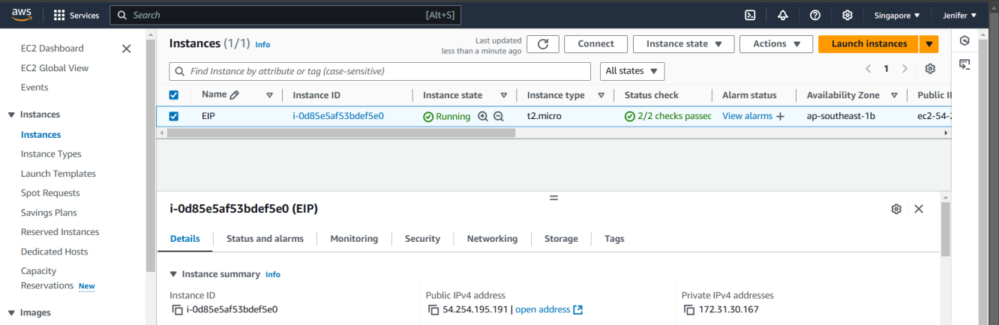 aws Services Search [Alt+S] Singapore Jenifer
EC2 Dashboard
EC2 Global View
Events
Instances
Instances
Instance Types
Launch Templates
Spot Requests
Savings Plans
Reserved Instances
Dedicated Hosts
Capacity
Reservations New
Images
Instances (1/1) Info
Last updated
less than a minute ago
Connect Instance state Actions Launch instances
Find Instance by attribute or tag (case-sensitive) All states 1
Name Instance ID Instance state Instance type Status check Alarm status Availability Zone Public I
EIP i-0d85e5af53bdef5e0 Running t2.micro 2/2 checks passed View alarms + ap-southeast-1b ec2-54-2
i-0d85e5af53bdef5e0 (EIP)
Details Status and alarms Monitoring Security Networking Storage Tags
Instance summary Info
Instance ID Public IPv4 address Private IPv4 addresses
i-0d85e5af53bdef5e0 54.254.195.191 | open address 172.31.30.167